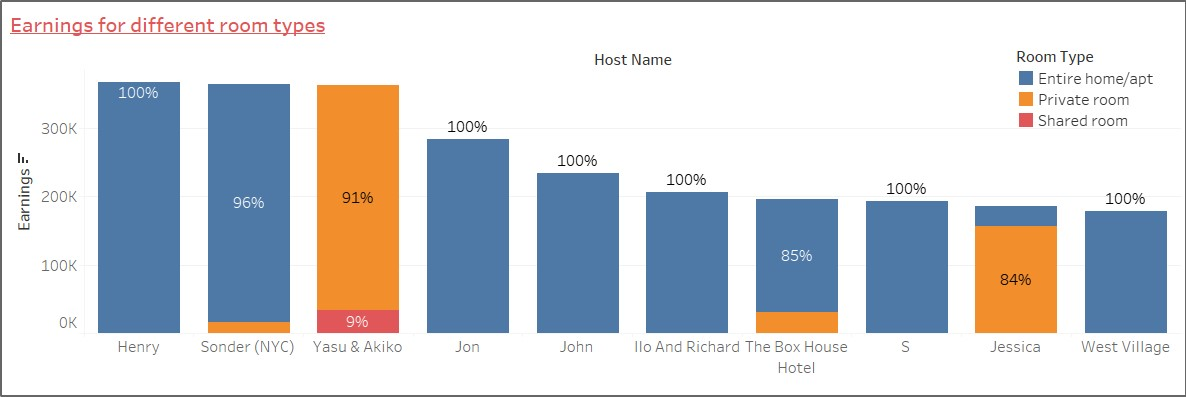 Earnings for different room types
Host Name
Room Type
Entire home/apt
Private room
Shared room
Earnings
300K
200K
100K
0K
100%
96%
91%
9%
100%
100%
100%
85%
100%
84%
100%
Henry
Sonder (NYC)
Yasu & Akiko
Jon
John
Ilo And Richard
The Box House
Hotel
S
Jessica
West Village